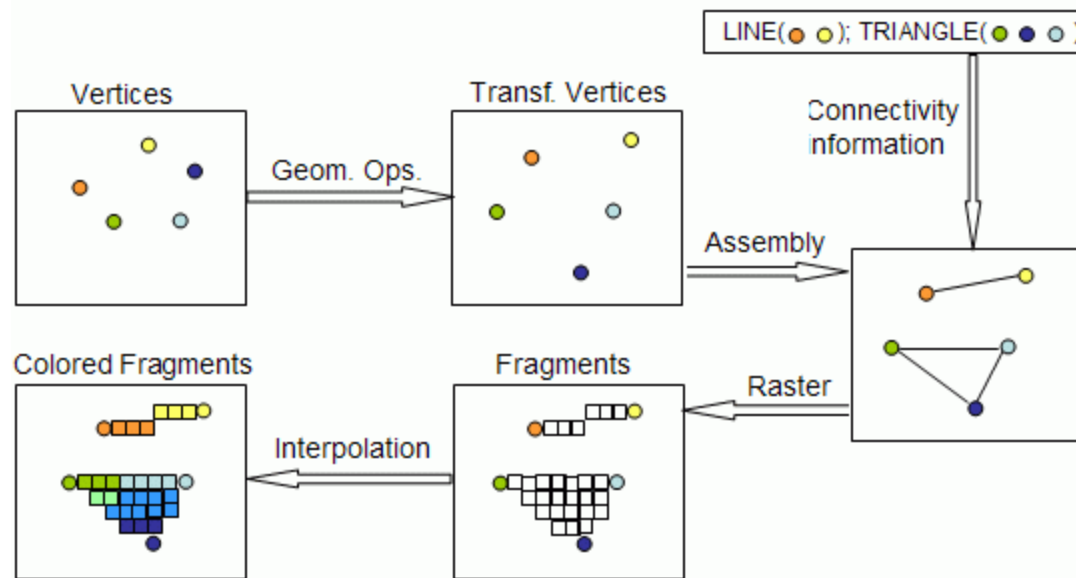 LINE( ); TRIANGLE( )
Vertices
Transf. Vertices
Connectivity
information
Geom. Ops.
Assembly
Colored Fragments
Fragments
Raster
Interpolation